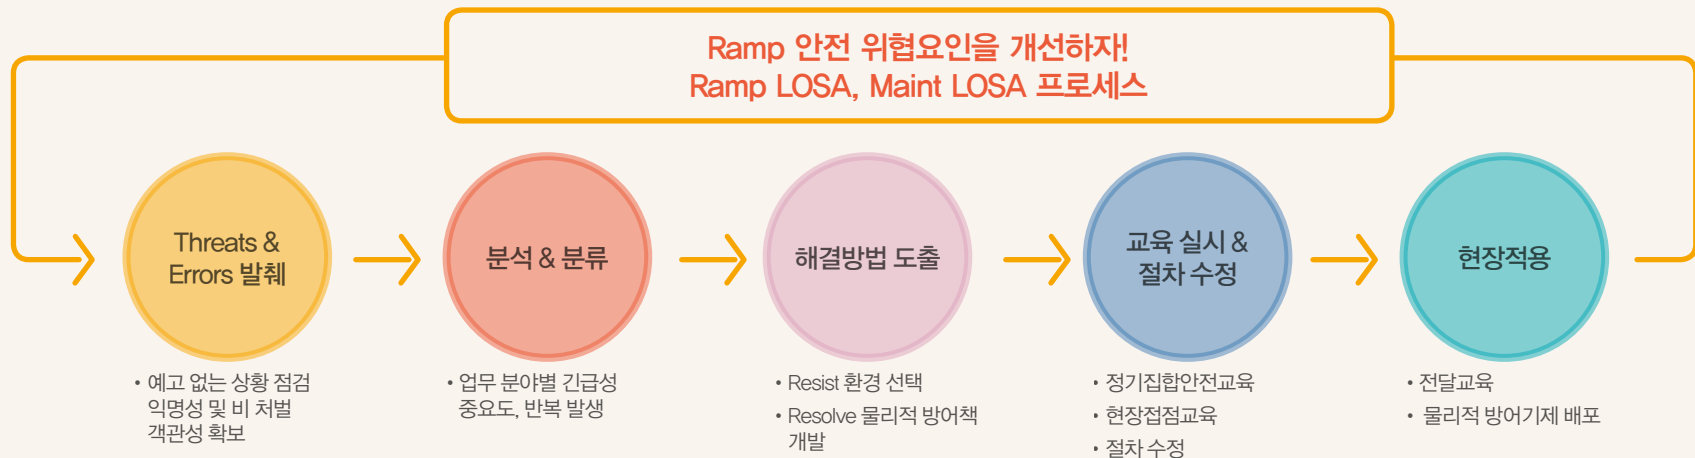 Ramp 안전 위협요인을 개선하자!
Ramp LOSA, Maint LOSA 프로세스
Threats &
Errors 발췌
• 예고 없는 상황 점검
익명성 및 비 처벌
객관성 확보
분석 & 분류
• 업무 분야별 긴급성
중요도, 반복 발생
해결방법 도출
• Resist 환경 선택
• Resolve 물리적 방어책
개발
교육 실시 &
절차 수정
• 정기집합안전교육
• 현장접점교육
• 절차 수정
현장적용
• 전달교육
• 물리적 방어기제 배포